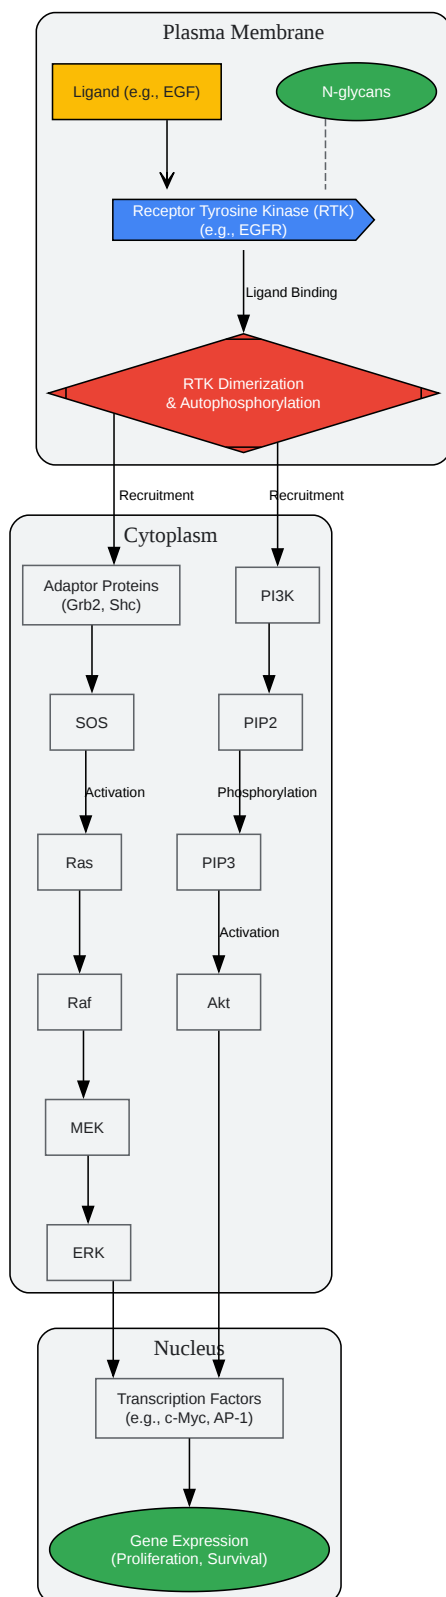 Plasma Membrane
Ligand (e.g., EGF)
N-glycans
Receptor Tyrosine Kinase (RTK)
(e.g., EGFR)
Ligand Binding
RTK Dimerization
& Autophosphorylation
Recruitment
Recruitment
Cytoplasm
Adaptor Proteins
(Grb2, Shc)
PI3K
SOS
PIP2
Activation
Phosphorylation
Ras
PIP3
Activation
Raf
Akt
MEK
ERK
Nucleus
Transcription Factors
(e.g., c-Myc, AP-1)
Gene Expression
(Proliferation, Survival)